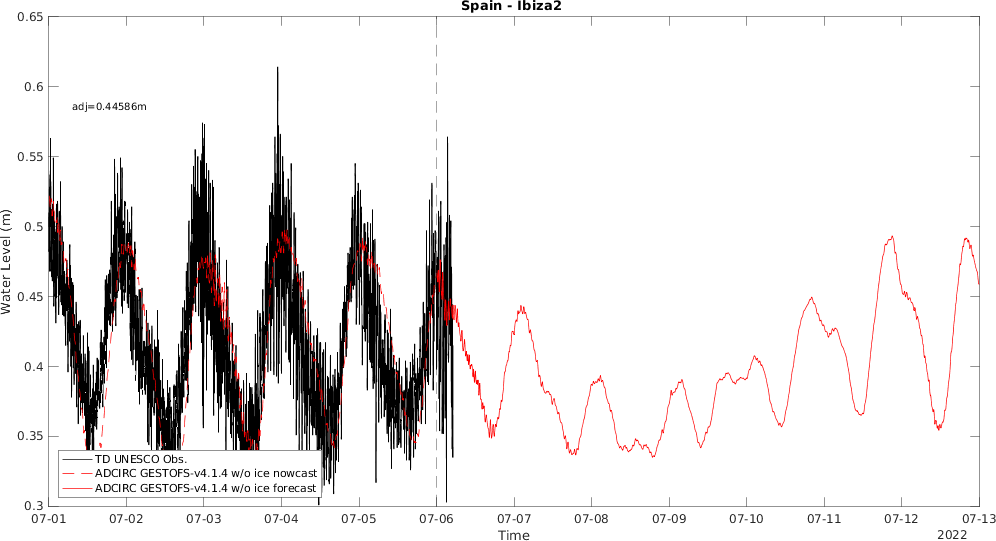 Spain - Ibiza2
0.65
0.6
0.55
0.5
0.45
0.4
0.35
0.3
Water Level (m)
adj=0.44586m
TD UNESCO Obs.
ADCIRC GESTOFS-v4.1.4 w/o ice nowcast
ADCIRC GESTOFS-v4.1.4 w/o ice forecast
07-01 07-02 07-03 07-04 07-05 07-06 07-07 07-08 07-09 07-10 07-11 07-12 07-13
Time
2022